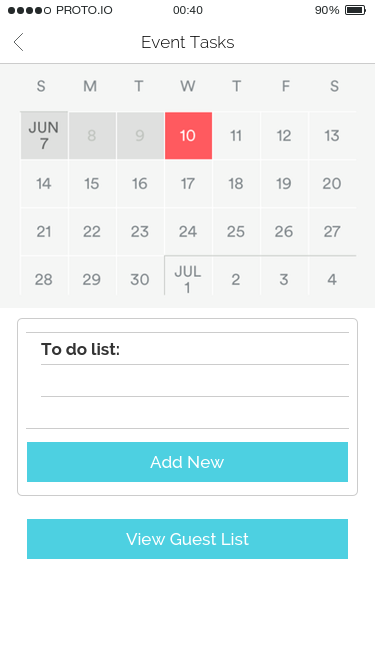 PROTO.IO 00:40 90%
Event Tasks
S M T W T F S
JUN 7 8 9 10 11 12 13
14 15 16 17 18 19 20
21 22 23 24 25 26 27
28 29 30 JUL 1 2 3 4
To do list:
Add New
View Guest List